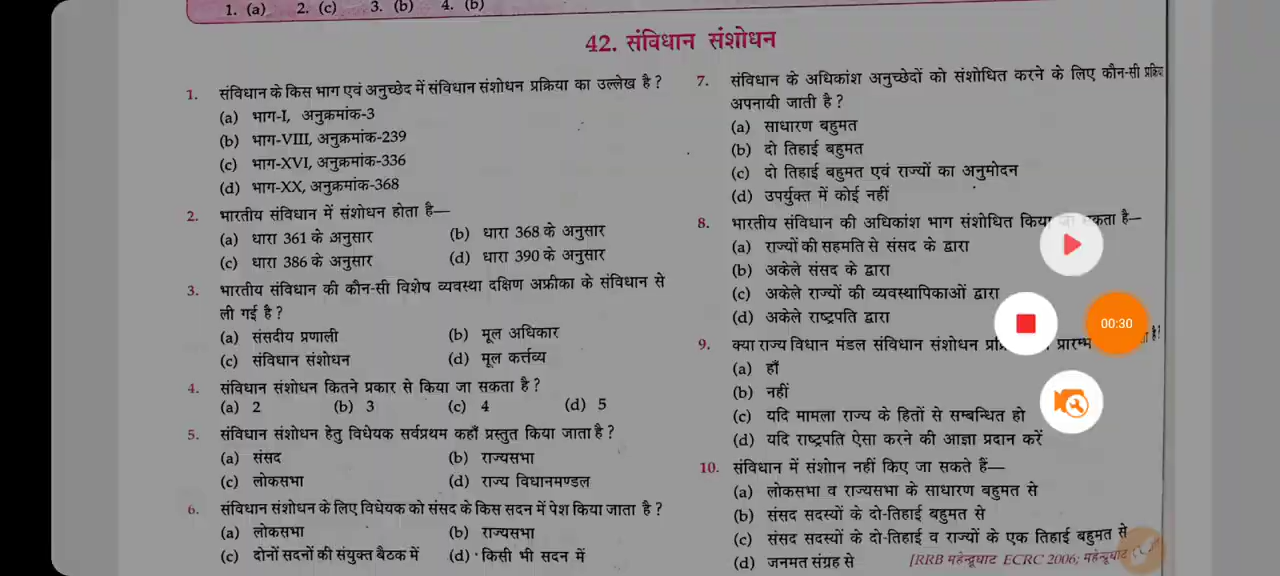 1. (a) 2. (c) 3. (b) 4. (b)
42. संविधान संशोधन
1. संविधान के किस भाग एवं अनुच्छेद में संविधान संशोधन प्रक्रिया का उल्लेख है ?
(a) भाग-I, अनुक्रमांक-3
(b) भाग-VIII, अनुक्रमांक-239
(c) भाग-XVI, अनुक्रमांक-336
(d) भाग-XX, अनुक्रमांक-368
2. भारतीय संविधान में संशोधन होता है—
(a) धारा 361 के अनुसार (b) धारा 368 के अनुसार
(c) धारा 386 के अनुसार (d) धारा 390 के अनुसार
3. भारतीय संविधान की कौन-सी विशेष व्यवस्था दक्षिण अफ्रीका के संविधान से
ली गई है ?
(a) संसदीय प्रणाली (b) मूल अधिकार
(c) संविधान संशोधन (d) मूल कर्त्तव्य
4. संविधान संशोधन कितने प्रकार से किया जा सकता है ?
(a) 2 (b) 3 (c) 4 (d) 5
5. संविधान संशोधन हेतु विधेयक सर्वप्रथम कहाँ प्रस्तुत किया जाता है ?
(a) संसद (b) राज्यसभा
(c) लोकसभा (d) राज्य विधानमण्डल
6. संविधान संशोधन के लिए विधेयक को संसद के किस सदन में पेश किया जाता है ?
(a) लोकसभा (b) राज्यसभा
(c) दोनों सदनों की संयुक्त बैठक में (d) किसी भी सदन में
7. संविधान के अधिकांश अनुच्छेदों को संशोधित करने के लिए कौन-सी
अपनायी जाती है ?
(a) साधारण बहुमत
(b) दो तिहाई बहुमत
(c) दो तिहाई बहुमत एवं राज्यों का अनुमोदन
(d) उपर्युक्त में कोई नहीं
8. भारतीय संविधान की अधिकांश भाग संशोधित है—
(a) राज्यों की सहमति से संसद के द्वारा
(b) अकेले संसद के द्वारा
(c) अकेले राज्यों की व्यवस्थापिकाओं द्वारा
(d) अकेले राष्ट्रपति द्वारा
00:30
9. क्या राज्य विधान मंडल संविधान संशोधन
(a) हाँ
(b) नहीं
(c) यदि मामला राज्य के हितों से सम्बन्धित हो
(d) यदि राष्ट्रपति ऐसा करने की आज्ञा प्रदान करें
10. संविधान में संशाेन नहीं किए जा सकते हैं—
(a) लोकसभा व राज्यसभा के साधारण बहुमत से
(b) संसद सदस्यों के दो-तिहाई बहुमत से
(c) संसद सदस्यों के दो-तिहाई व राज्यों के एक तिहाई बहुमत से
(d) जनमत संग्रह से [RRB महेन्द्रूघाट ECRC 2006; महेन्द्रूघाट